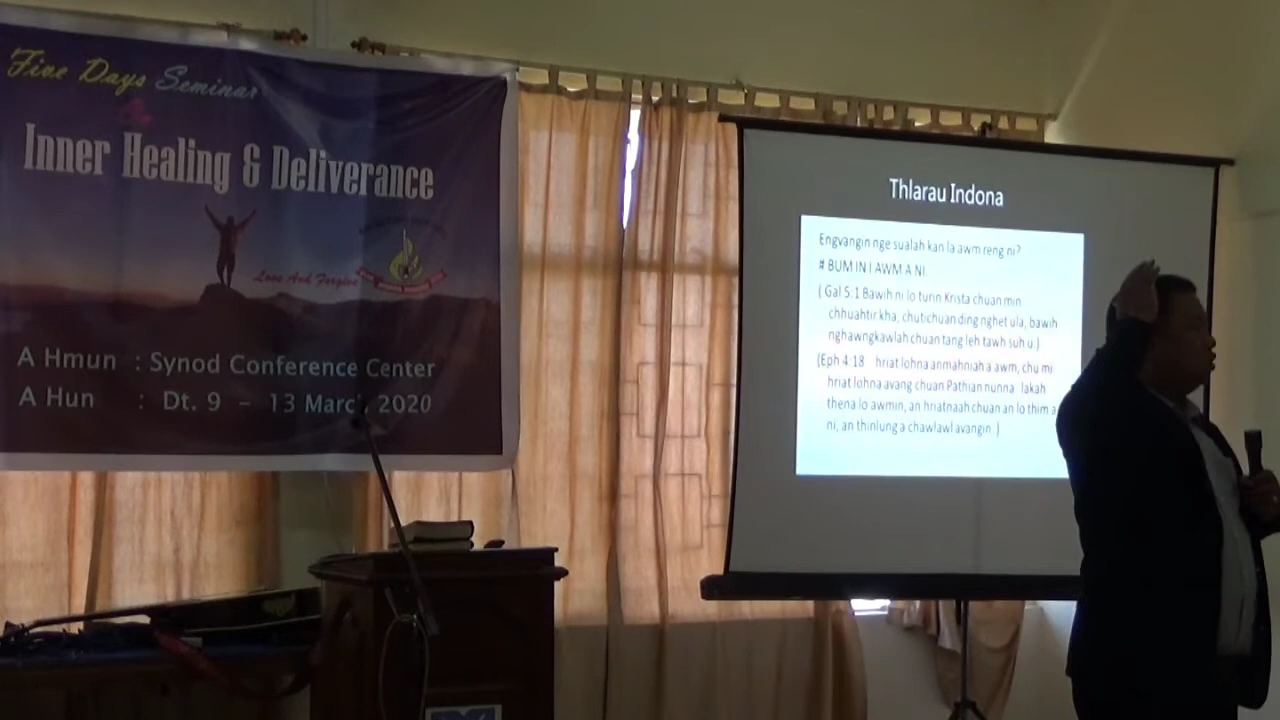 Five Days Seminar
Inner Healing & Deliverance
Love And Forgive
A Hmun : Synod Conference Center
A Hun : Dt. 9 – 13 March, 2020
Thlarau Indona
Engvangin nge sualah kan la awm reng ni?
# BUM IN I AWM A NI
( Gal 5:1 Bawih ni lo turin Krista chuan min
chhuahtir kha, chutichuan ding nghet ula, bawih
nghawngkawlah chuan tang leh tawh suh u.)
(Eph 4:18 hriat lohna anmahniah a awm, chu mi
hriat lohna avang chuan Pathian nunna lakah
thena lo awmin, an hriatnaah chuan an lo thim a
ni, an thinlung a chawlawl avangin. )